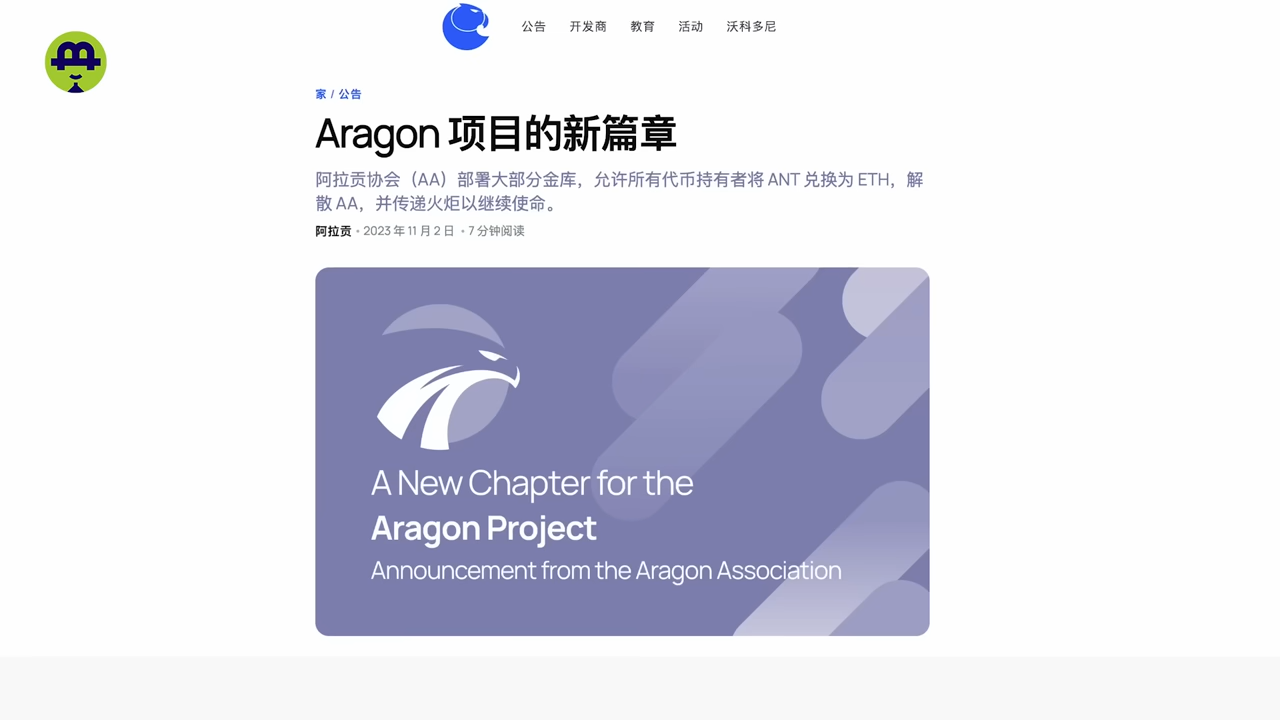 公告 开发商 教育 活动 沃科多尼
家 / 公告
Aragon 项目的新篇章
阿拉贡协会（AA）部署大部分金库，允许所有代币持有者将 ANT 兑换为 ETH，解
散 AA，并传递火炬以继续使命。
阿拉贡 • 2023 年 11 月 2 日 • 7 分钟阅读
A New Chapter for the
Aragon Project
Announcement from the Aragon Association